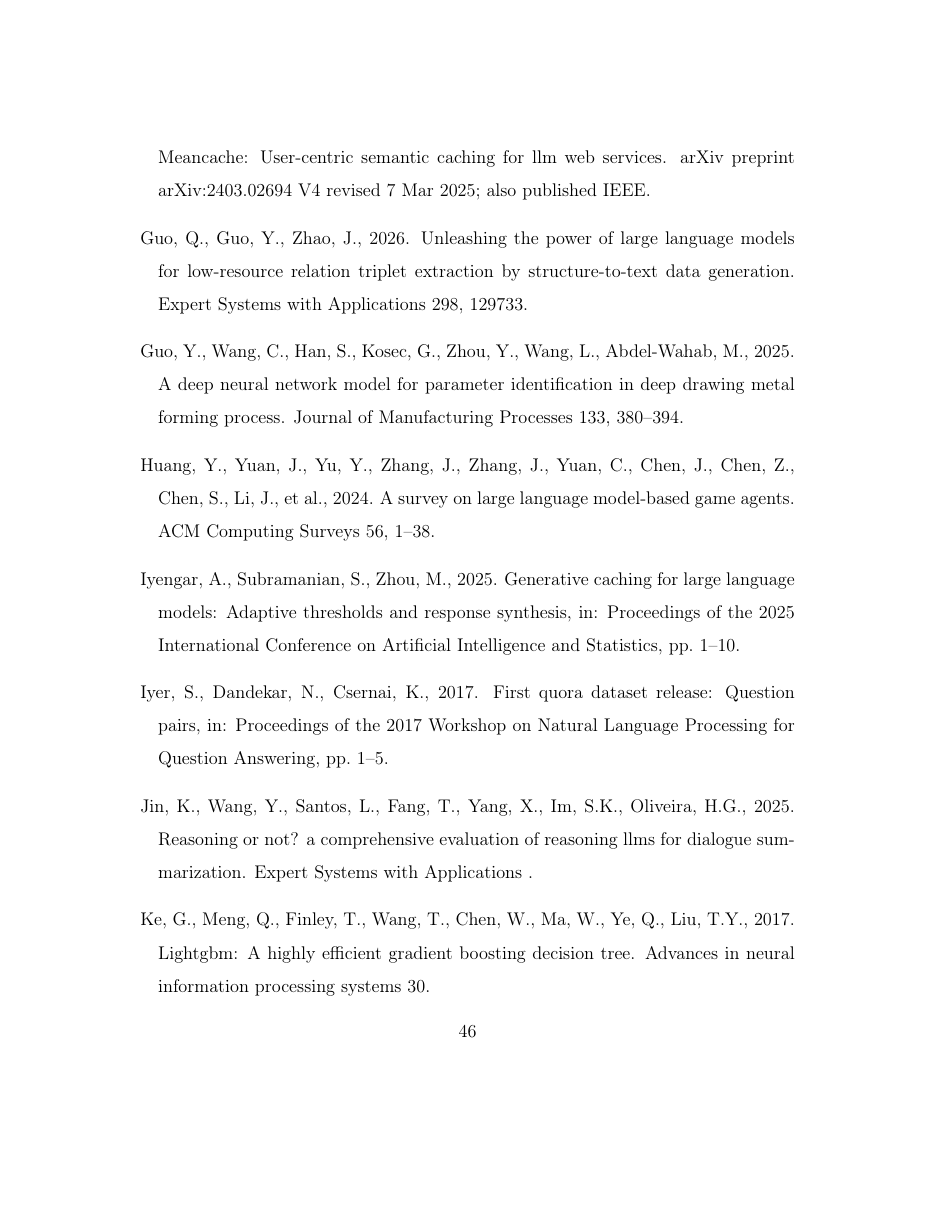 Meancache: User-centric semantic caching for llm web services. arXiv preprint
arXiv:2403.02694 V4 revised 7 Mar 2025; also published IEEE.
Guo, Q., Guo, Y., Zhao, J., 2026. Unleashing the power of large language models
for low-resource relation triplet extraction by structure-to-text data generation.
Expert Systems with Applications 298, 129733.
Guo, Y., Wang, C., Han, S., Kosec, G., Zhou, Y., Wang, L., Abdel-Wahab, M., 2025.
A deep neural network model for parameter identification in deep drawing metal
forming process. Journal of Manufacturing Processes 133, 380–394.
Huang, Y., Yuan, J., Yu, Y., Zhang, J., Zhang, J., Yuan, C., Chen, J., Chen, Z.,
Chen, S., Li, J., et al., 2024. A survey on large language model-based game agents.
ACM Computing Surveys 56, 1–38.
Iyengar, A., Subramanian, S., Zhou, M., 2025. Generative caching for large language
models: Adaptive thresholds and response synthesis, in: Proceedings of the 2025
International Conference on Artificial Intelligence and Statistics, pp. 1–10.
Iyer, S., Dandekar, N., Csernai, K., 2017. First quora dataset release: Question
pairs, in: Proceedings of the 2017 Workshop on Natural Language Processing for
Question Answering, pp. 1–5.
Jin, K., Wang, Y., Santos, L., Fang, T., Yang, X., Im, S.K., Oliveira, H.G., 2025.
Reasoning or not? a comprehensive evaluation of reasoning llms for dialogue sum-
marization. Expert Systems with Applications .
Ke, G., Meng, Q., Finley, T., Wang, T., Chen, W., Ma, W., Ye, Q., Liu, T.Y., 2017.
Lightgbm: A highly efficient gradient boosting decision tree. Advances in neural
information processing systems 30.
46